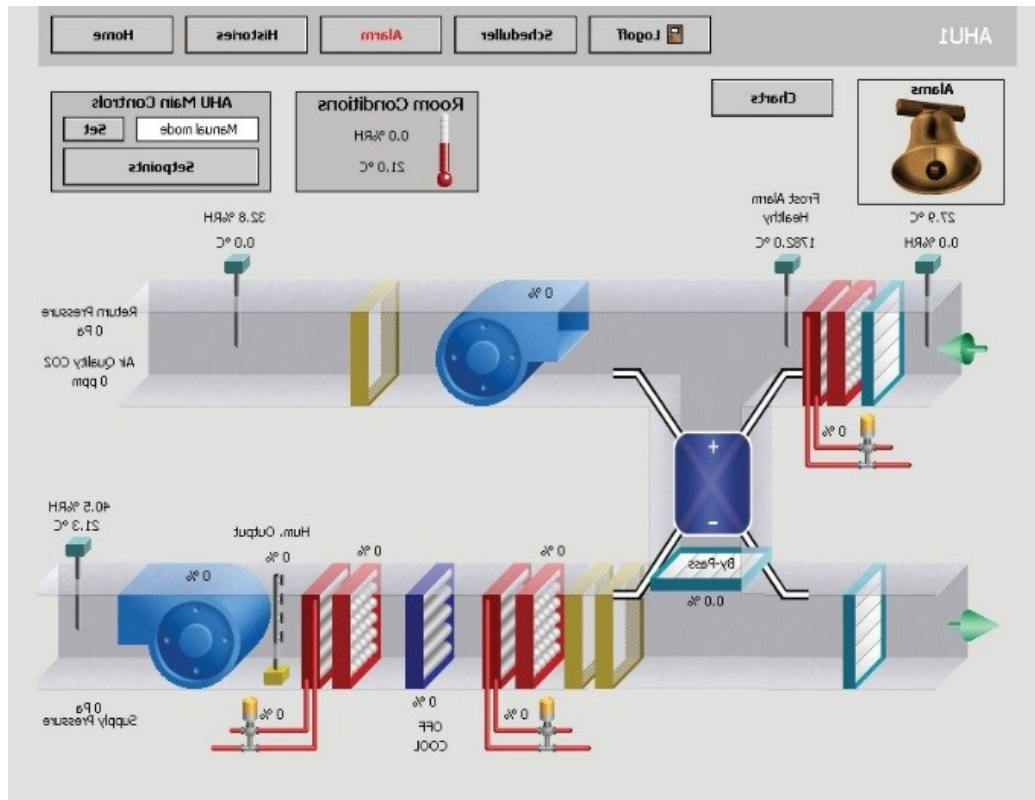 AHU1
Logoff
Scheduller
Alarm
Histories
Home
Alarms
Charts
Room Conditions
0.0 %RH
21.0 °C
AHU Main Controls
Manual mode
Set
Setpoints
27.9 °C
0.0 %RH
Frost Alarm
Healthy
1782.0 °C
32.8 %RH
0.0 °C
0 %
Return Pressure
0 Pa
Air Quality CO2
0 ppm
0 %
+
−
By-Pass
0.0 %
40.5 %RH
21.3 °C
Hum. Output
0 %
0 %
0 %
0 %
0 %
0 %
0 %
OFF
COOL
0 Pa
Supply Pressure